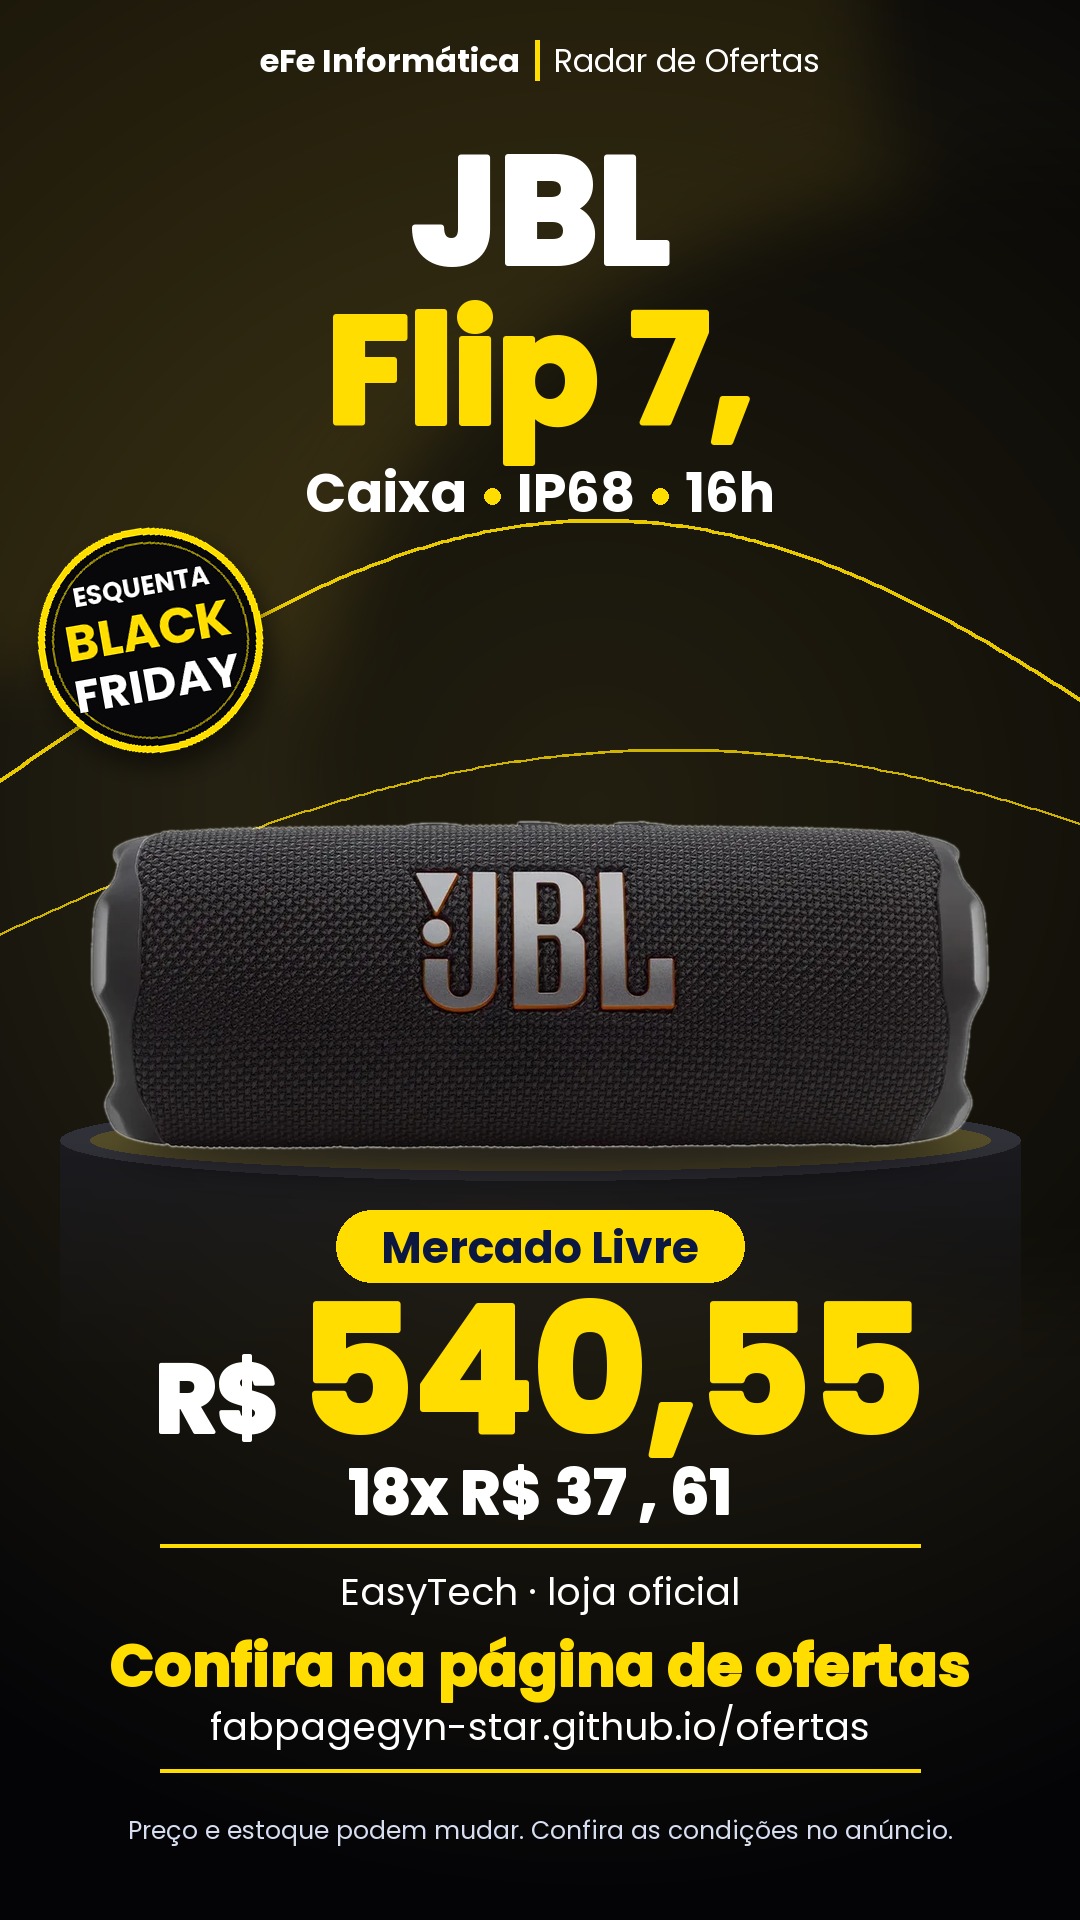 eFe Informática | Radar de Ofertas
JBL
Flip 7,
Caixa • IP68 • 16h
ESQUENTA
BLACK
FRIDAY
JBL
Mercado Livre
R$ 540,55
18x R$ 37 , 61
EasyTech · loja oficial
Confira na página de ofertas
fabpagegyn-star.github.io/ofertas
Preço e estoque podem mudar. Confira as condições no anúncio.